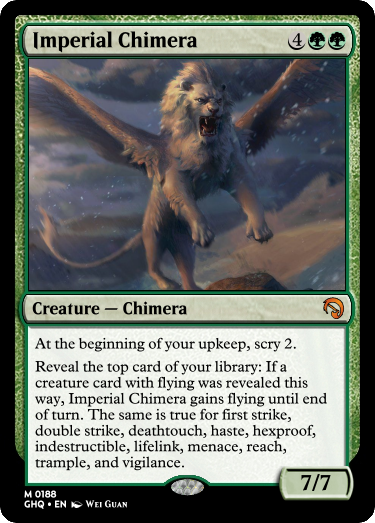 Imperial Chimera 4
Creature — Chimera
At the beginning of your upkeep, scry 2.
Reveal the top card of your library: If a
creature card with flying was revealed this
way, Imperial Chimera gains flying until end
of turn. The same is true for first strike,
double strike, deathtouch, haste, hexproof,
indestructible, lifelink, menace, reach,
trample, and vigilance.
7/7
M 0188
GHQ • EN Wei Guan